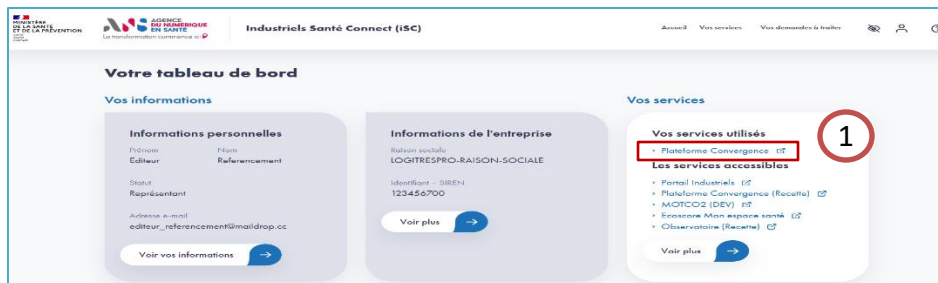 MINISTÈRE
DE LA SANTÉ
ET DE LA PRÉVENTION
AGENCE
DU NUMÉRIQUE
EN SANTÉ
La transformation commence ici
Industriels Santé Connect (iSC)
Accueil Vos services Vos demandes à traiter
Votre tableau de bord
Vos informations
Informations personnelles
Prénom Nom
Editeur Referencement
Statut
Représentant
Adresse e-mail
editeur_referencement@maildrop.cc
Voir vos informations
Informations de l'entreprise
Raison sociale
LOGITRESPRO-RAISON-SOCIALE
Identifiant - SIREN
123456700
Voir plus
Vos services
Vos services utilisés
Plateforme Convergence
1
Les services accessibles
Portail Industriels
Plateforme Convergence (Recette)
MOTCO2 (DEV)
Ecoscore Mon espace santé
Observatoire (Recette)
Voir plus